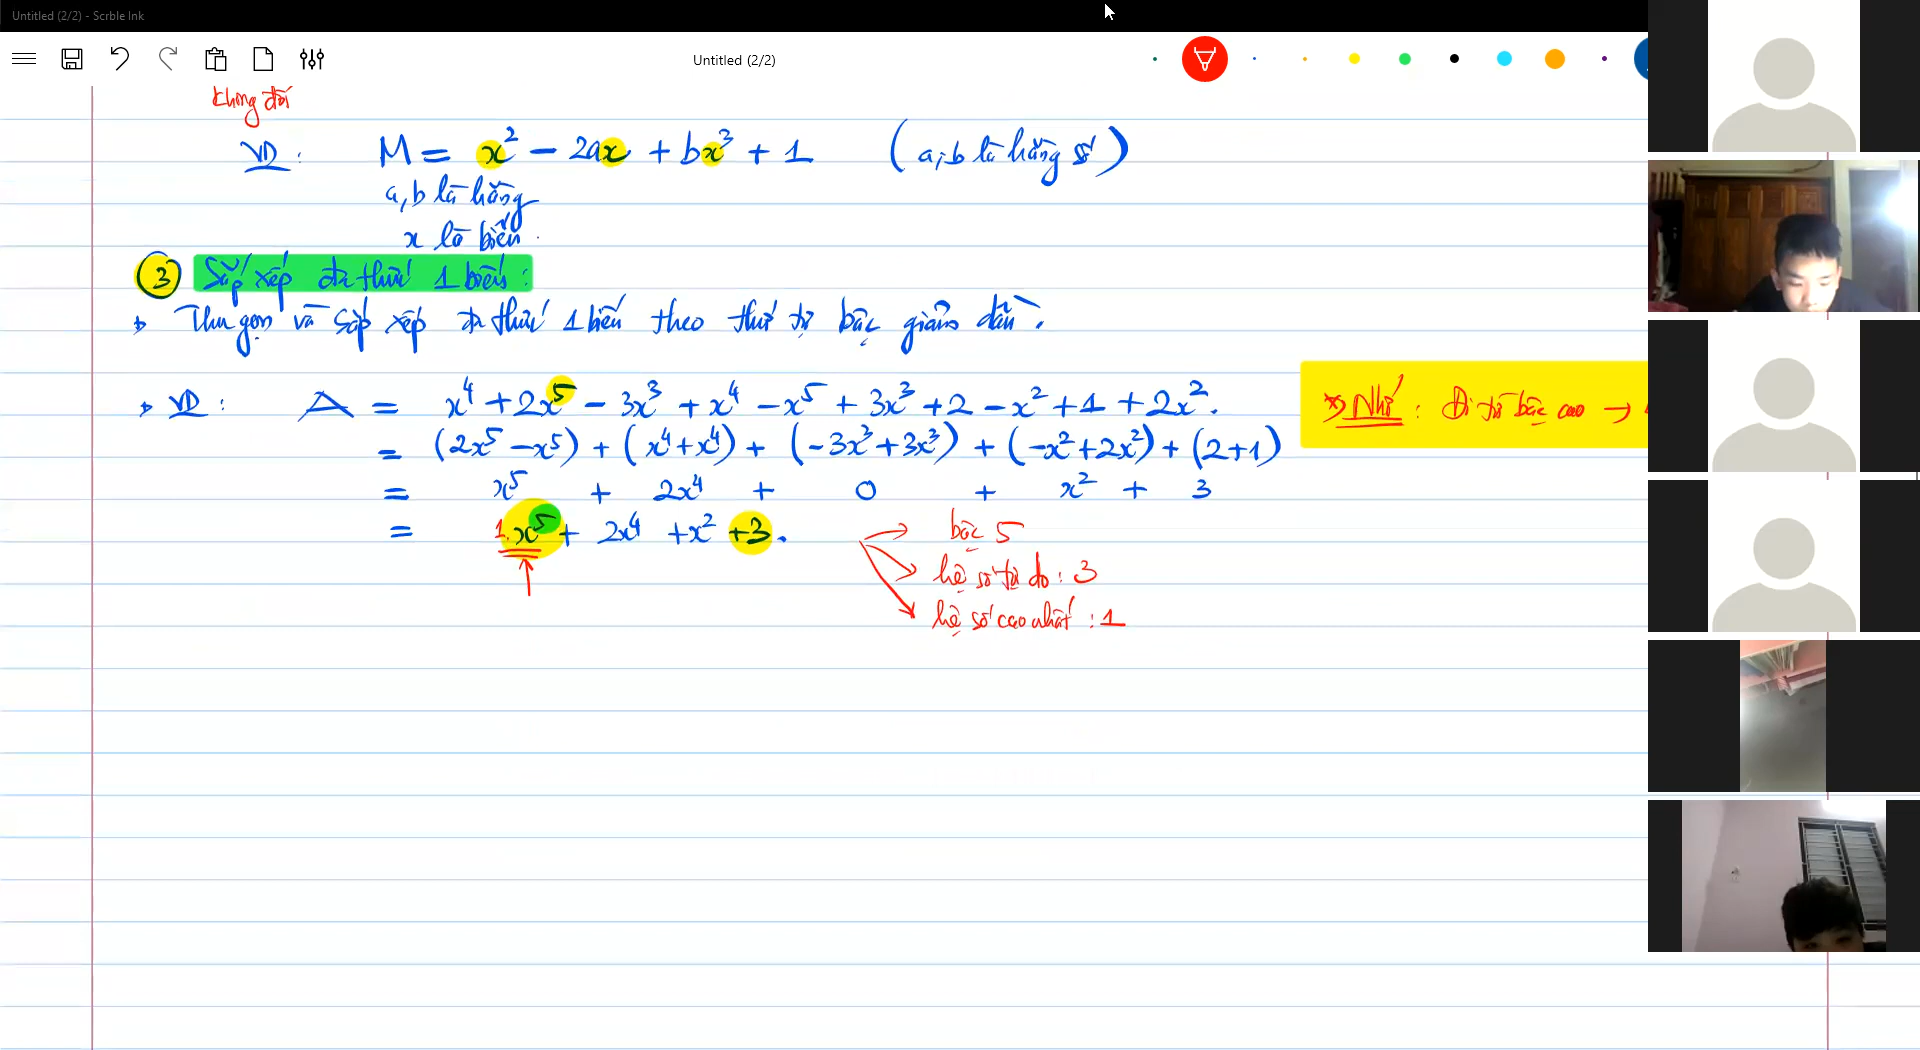 Untitled (2/2) - Scrble Ink
Untitled (2/2)
không đổi
VD : M = x² - 2ax + bx³ + 1 (a, b là hằng số)
a, b là hằng
x là biến
③ Sắp xếp đa thức 1 biến :
Thu gọn và sắp xếp đa thức 1 biến theo thứ tự bậc giảm dần.
VD : A = x⁴ + 2x⁵ - 3x³ + x⁴ - x⁵ + 3x³ + 2 - x² + 1 + 2x².
* Nhớ : Đi từ bậc cao →
= (2x⁵ - x⁵) + (x⁴ + x⁴) + (-3x³ + 3x³) + (-x² + 2x²) + (2+1)
= x⁵ + 2x⁴ + 0 + x² + 3
= 1.x⁵ + 2x⁴ + x² + 3.
bậc 5
hệ số tự do : 3
hệ số cao nhất : 1